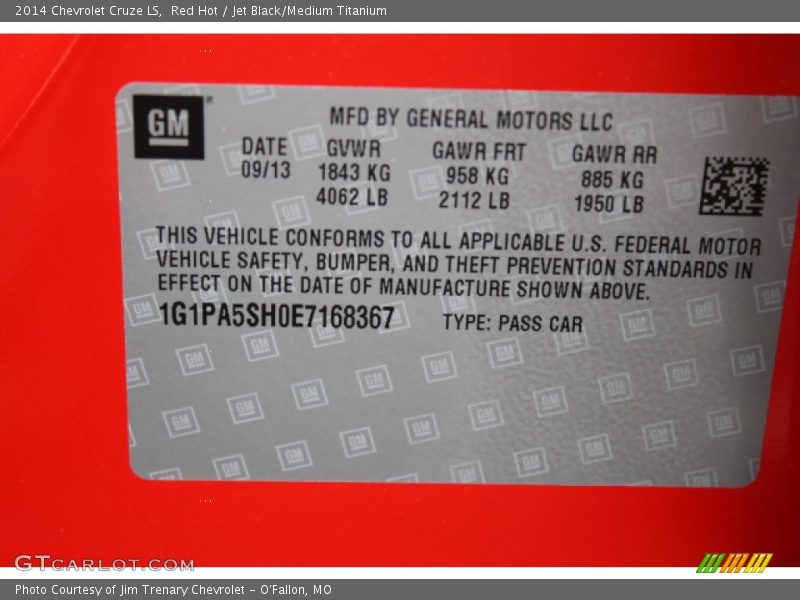 2014 Chevrolet Cruze LS, Red Hot / Jet Black/Medium Titanium
GM
MFD BY GENERAL MOTORS LLC
DATE GVWR GAWR FRT GAWR RR
09/13 1843 KG 958 KG 885 KG
4062 LB 2112 LB 1950 LB
THIS VEHICLE CONFORMS TO ALL APPLICABLE U.S. FEDERAL MOTOR
VEHICLE SAFETY, BUMPER, AND THEFT PREVENTION STANDARDS IN
EFFECT ON THE DATE OF MANUFACTURE SHOWN ABOVE.
1G1PA5SH0E7168367 TYPE: PASS CAR
GTCARLOT.COM
Photo Courtesy of Jim Trenary Chevrolet - O'Fallon, MO